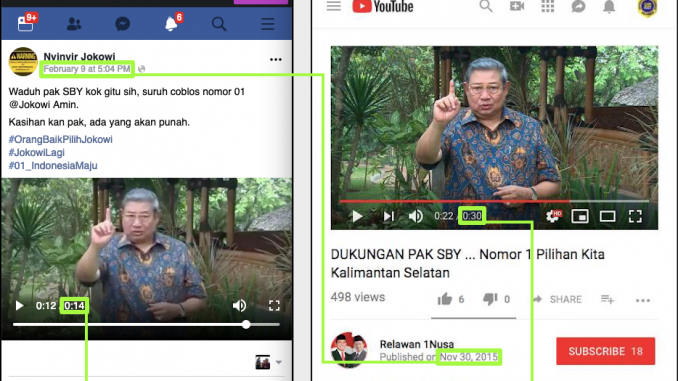 9+
6
Nvinvir Jokowi
February 9 at 5:04 PM
Waduh pak SBY kok gitu sih, suruh coblos nomor 01
@Jokowi Amin.
Kasihan kan pak, ada yang akan punah.
#OrangBaikPilihJokowi
#JokowiLagi
#01_IndonesiaMaju
0:12 / 0:14
YouTube
0:22 / 0:30
HD
DUKUNGAN PAK SBY ... Nomor 1 Pilihan Kita
Kalimantan Selatan
498 views
6
0
SHARE
Relawan 1Nusa
Published on Nov 30, 2015
SUBSCRIBE 18